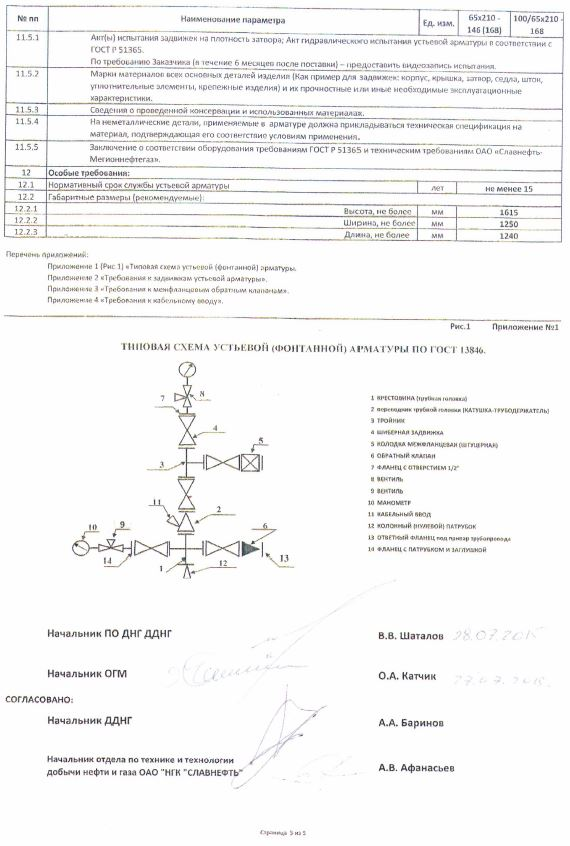 № пп Наименование параметра Ед. изм. 65х210 - 146 (168) 100/65х210 - 168
11.5.1 Акт(ы) испытания задвижек на плотность затвора; Акт гидравлического испытания устьевой арматуры в соответствии с
ГОСТ Р 51365.
По требованию Заказчика (в течение 6 месяцев после поставки) – предоставить видеозапись испытания.
11.5.2 Марки материалов всех основных деталей изделия (Как пример для задвижек: корпус, крышка, затвор, седла, шток,
уплотнительные элементы, крепежные изделия) и их прочностные или иные необходимые эксплуатационные
характеристики.
11.5.3 Сведения о проведенной консервации и использованных материалах.
11.5.4 На неметаллические детали, применяемые в арматуре должна прикладываться техническая спецификация на
материал, подтверждающая его соответствие условиям применения.
11.5.5 Заключение о соответствии оборудования требованиям ГОСТ Р 51365 и техническим требованиям ОАО «Славнефть-
Мегионнефтегаз».
12 Особые требования:
12.1 Нормативный срок службы устьевой арматуры лет не менее 15
12.2 Габаритные размеры (рекомендуемые):
12.2.1 Высота, не более мм 1615
12.2.2 Ширина, не более мм 1250
12.2.3 Длина, не более мм 1240
Перечень приложений:
Приложение 1 (Рис 1) «Типовая схема устьевой (фонтанной) арматуры.
Приложение 2 «Требования к задвижкам устьевой арматуры».
Приложение 3 «Требования к межфланцевым обратным клапанам».
Приложение 4 «Требования к кабельному вводу».
Рис.1 Приложение №1
ТИПОВАЯ СХЕМА УСТЬЕВОЙ (ФОНТАННОЙ) АРМАТУРЫ ПО ГОСТ 13846.
7 8
4
5
3
11
2
10 9 6
14 1 12 13
1 КРЕСТОВИНА (трубная головка)
2 переводник трубной головки (КАТУШКА-ТРУБОДЕРЖАТЕЛЬ)
3 ТРОЙНИК
4 ШИБЕРНАЯ ЗАДВИЖКА
5 КОЛОДКА МЕЖФЛАНЦЕВАЯ (ШТУЦЕРНАЯ)
6 ОБРАТНЫЙ КЛАПАН
7 ФЛАНЕЦ С ОТВЕРСТИЕМ 1/2"
8 ВЕНТИЛЬ
9 ВЕНТИЛЬ
10 МАНОМЕТР
11 КАБЕЛЬНЫЙ ВВОД
12 КОЛОННЫЙ (НУЛЕВОЙ) ПАТРУБОК
13 ОТВЕТНЫЙ ФЛАНЕЦ под приварку трубопровода
14 ФЛАНЕЦ С ПАТРУБКОМ И ЗАГЛУШКОЙ
Начальник ПО ДНГ ДДНГ В.В. Шаталов 28.07.2015
Начальник ОГМ О.А. Катчик 27.07.2015.
СОГЛАСОВАНО:
Начальник ДДНГ А.А. Баринов
Начальник отдела по технике и технологии
добычи нефти и газа ОАО "НГК "СЛАВНЕФТЬ" А.В. Афанасьев
Страница 5 из 5